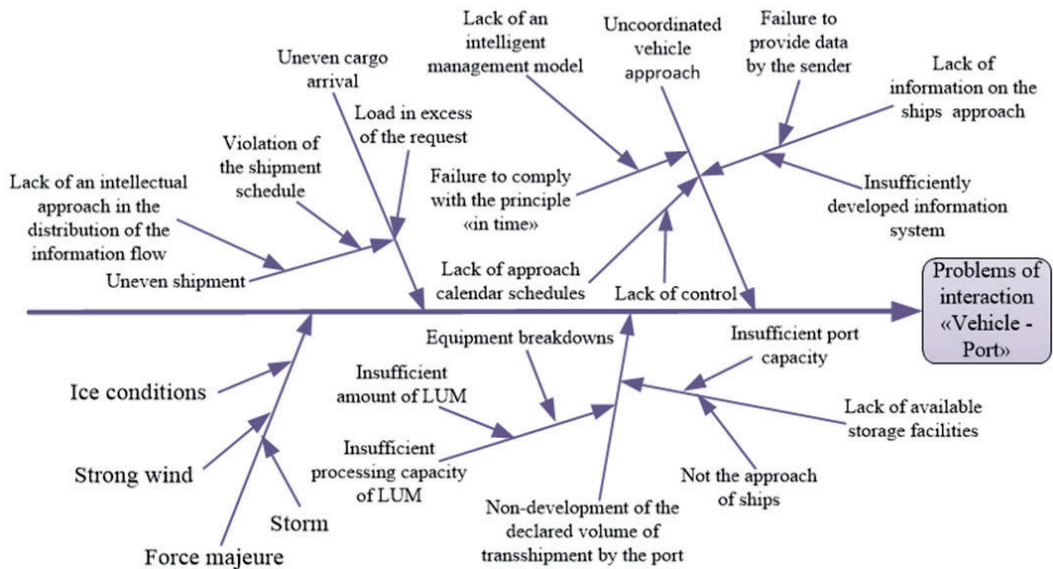 Lack of an
intelligent
management model
Uncoordinated
vehicle
approach
Failure to
provide data
by the sender
Lack of
information on the
ships approach
Uneven cargo
arrival
Load in excess
of the request
Violation of
the shipment
schedule
Lack of an intellectual
approach in the
distribution of the
information flow
Uneven shipment
Failure to comply
with the principle
«in time»
Insufficiently
developed information
system
Lack of approach
calendar schedules
Lack of control
Problems of
interaction
«Vehicle -
Port»
Equipment breakdowns
Insufficient port
capacity
Ice conditions
Insufficient
amount of LUM
Lack of available
storage facilities
Strong wind
Insufficient
processing capacity
of LUM
Not the approach
of ships
Storm
Non-development of the
declared volume of
transshipment by the port
Force majeure